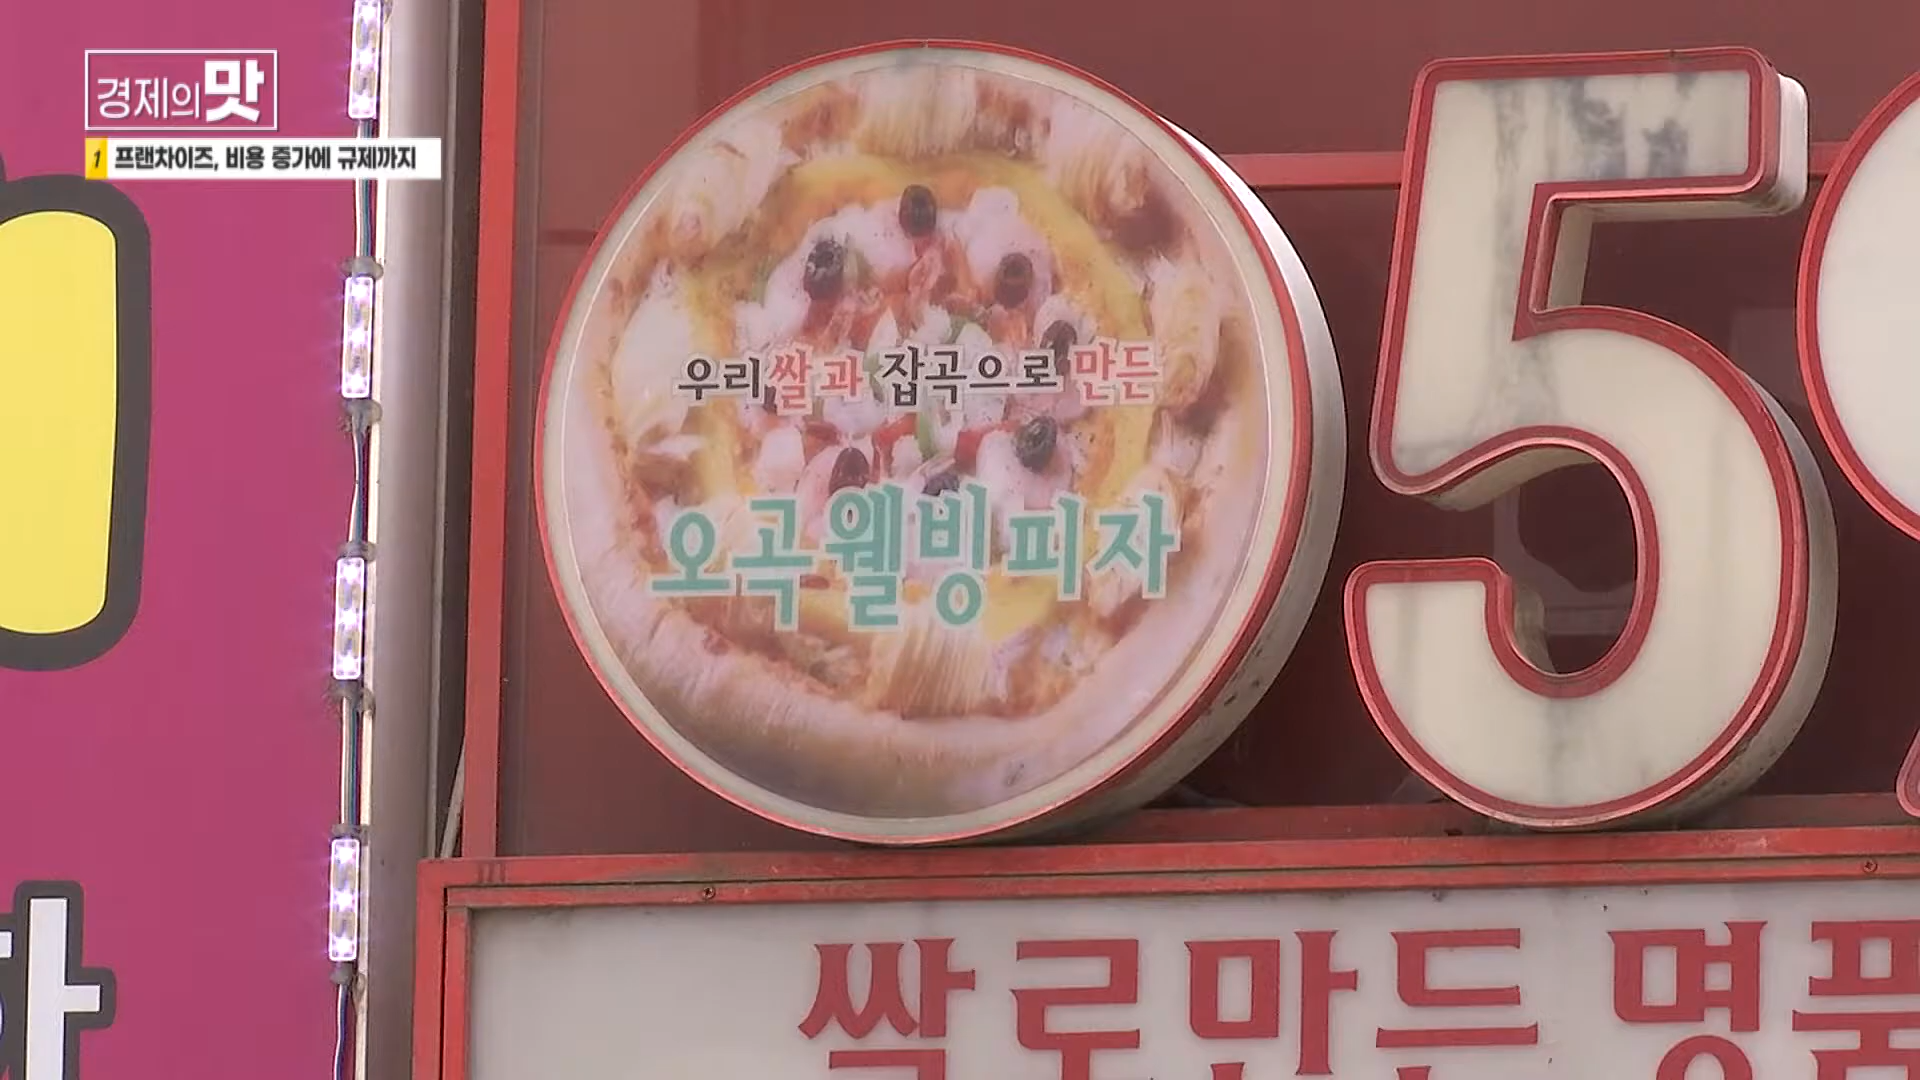 경제의맛
1 프랜차이즈, 비용 증가에 규제까지
우리쌀과 잡곡으로 만든
오곡웰빙피자
5
쌀로만든 명품